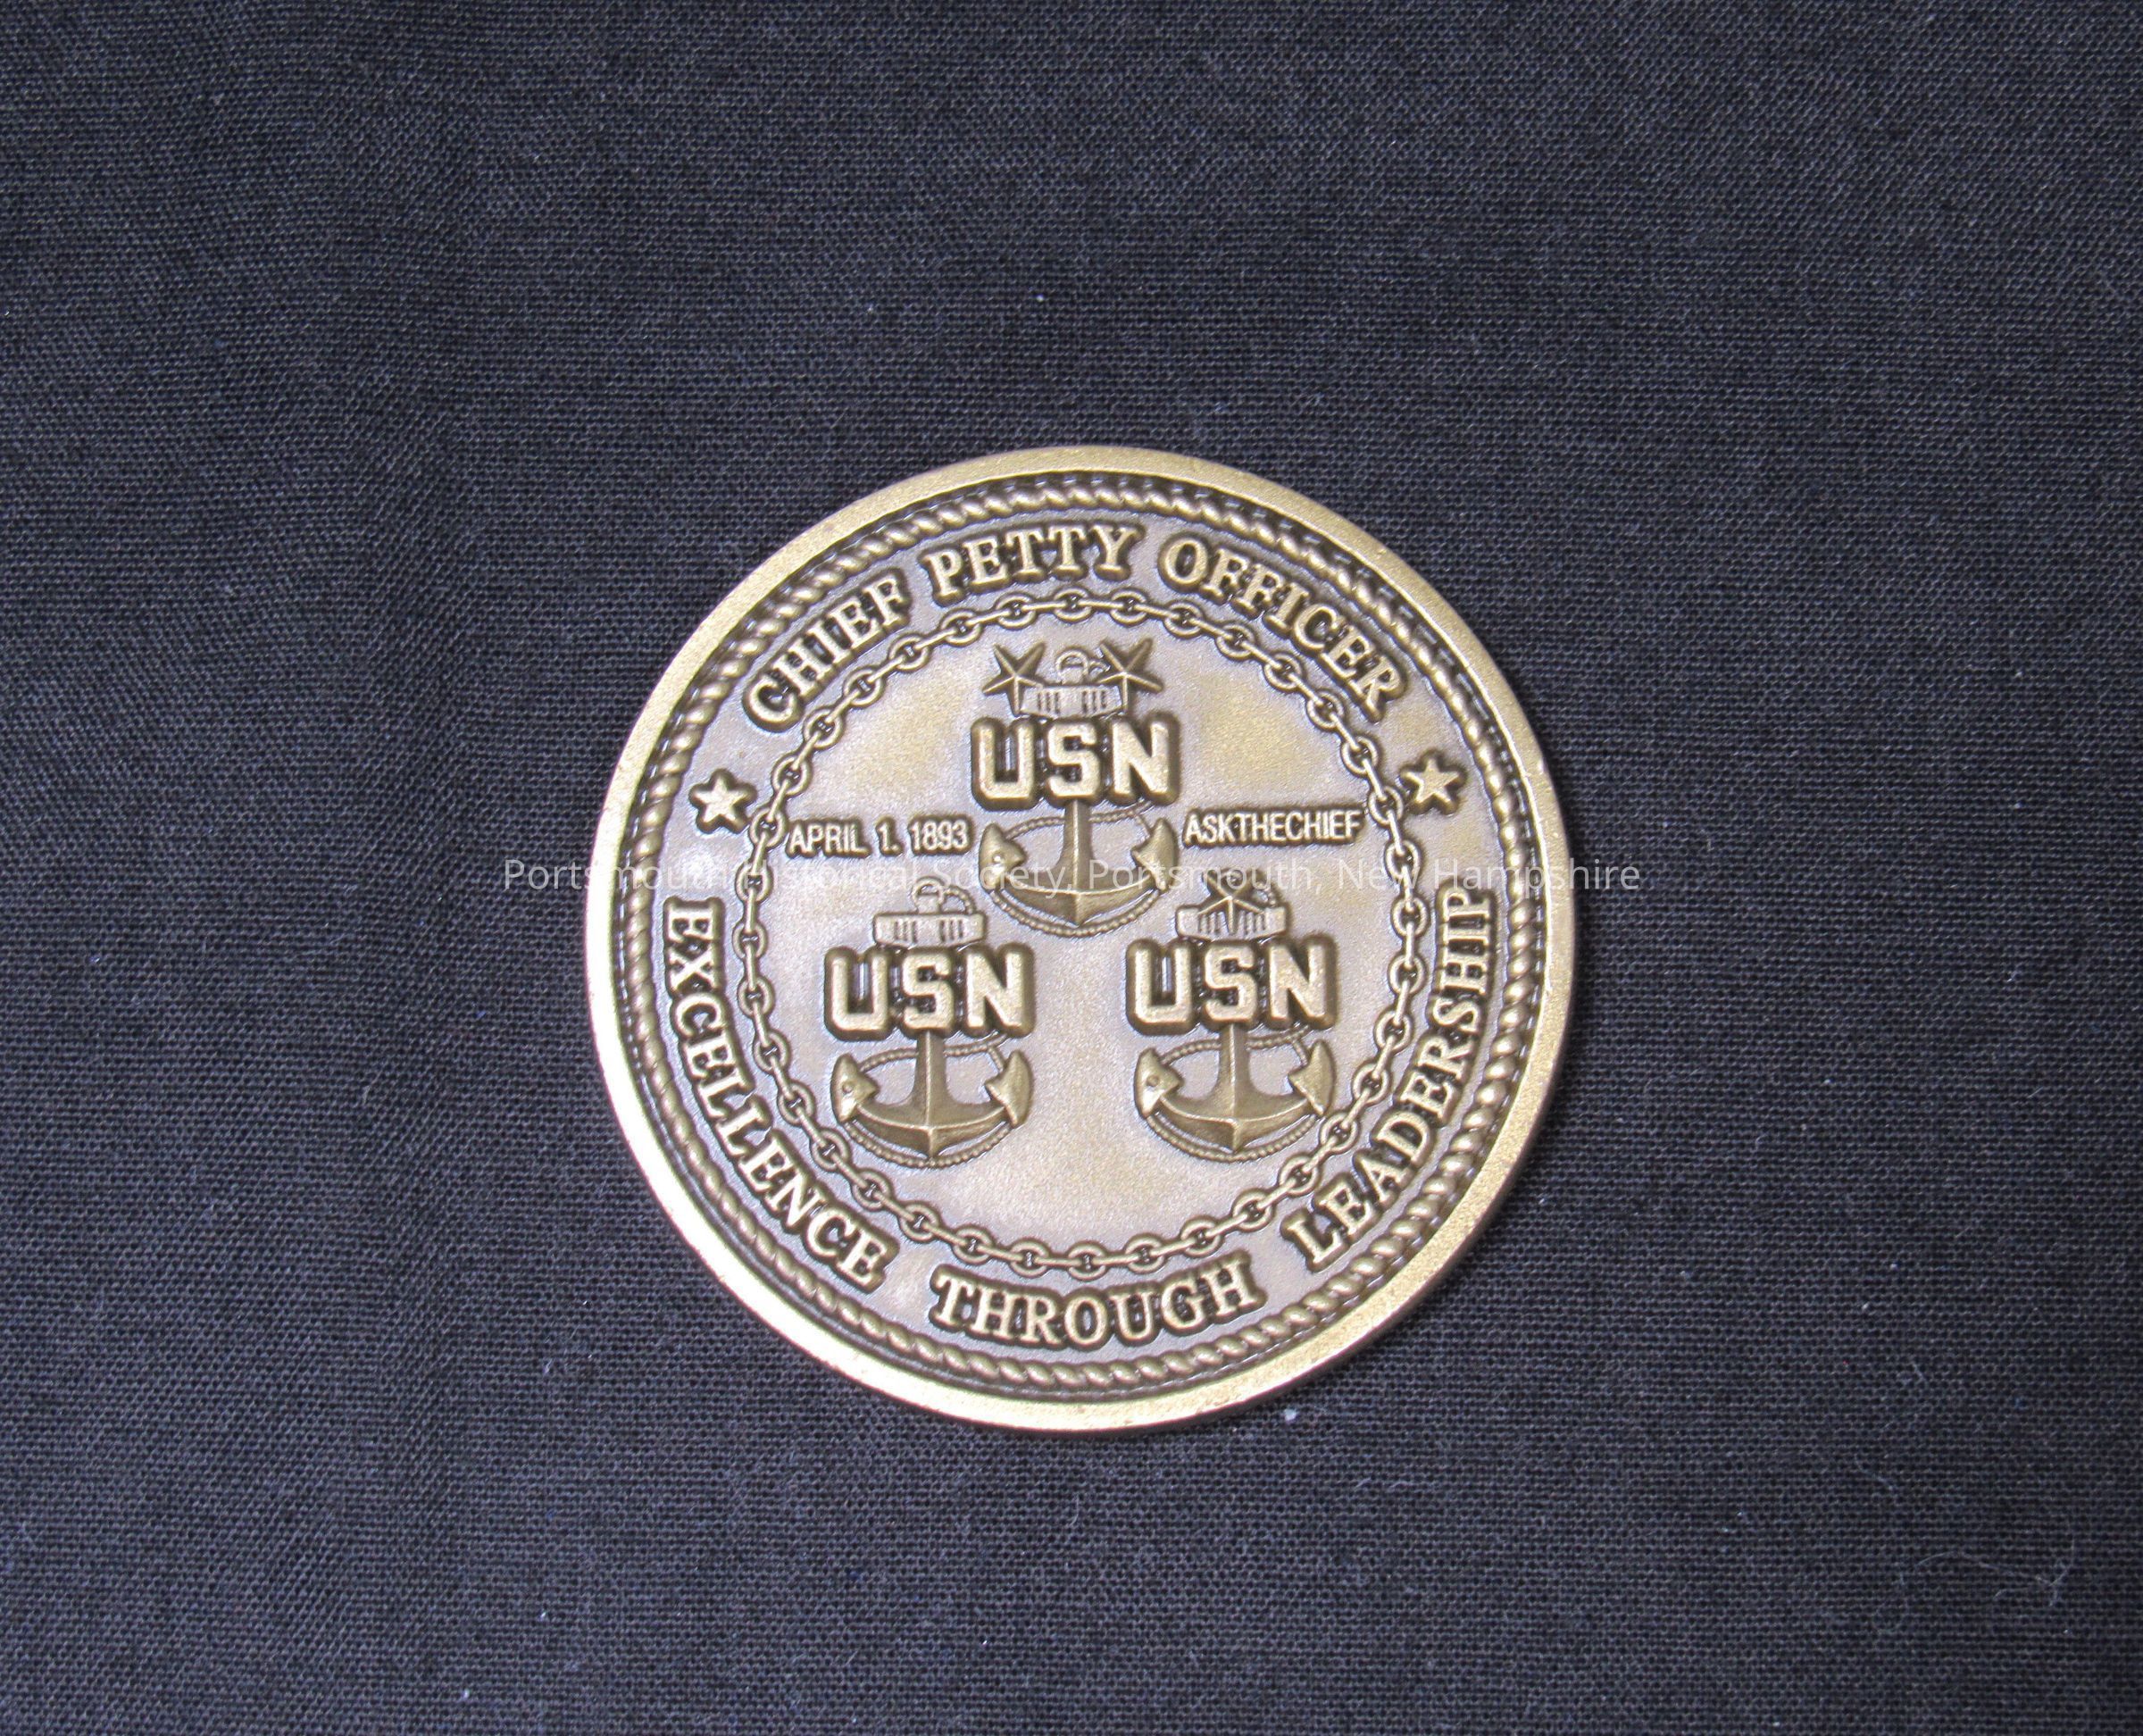 CHIEF PETTY OFFICER
USN
APRIL 1. 1893
ASKTHECHIEF
Portsmouth Historical Society, Portsmouth, New Hampshire
USN
USN
EXCELLENCE THROUGH LEADERSHIP